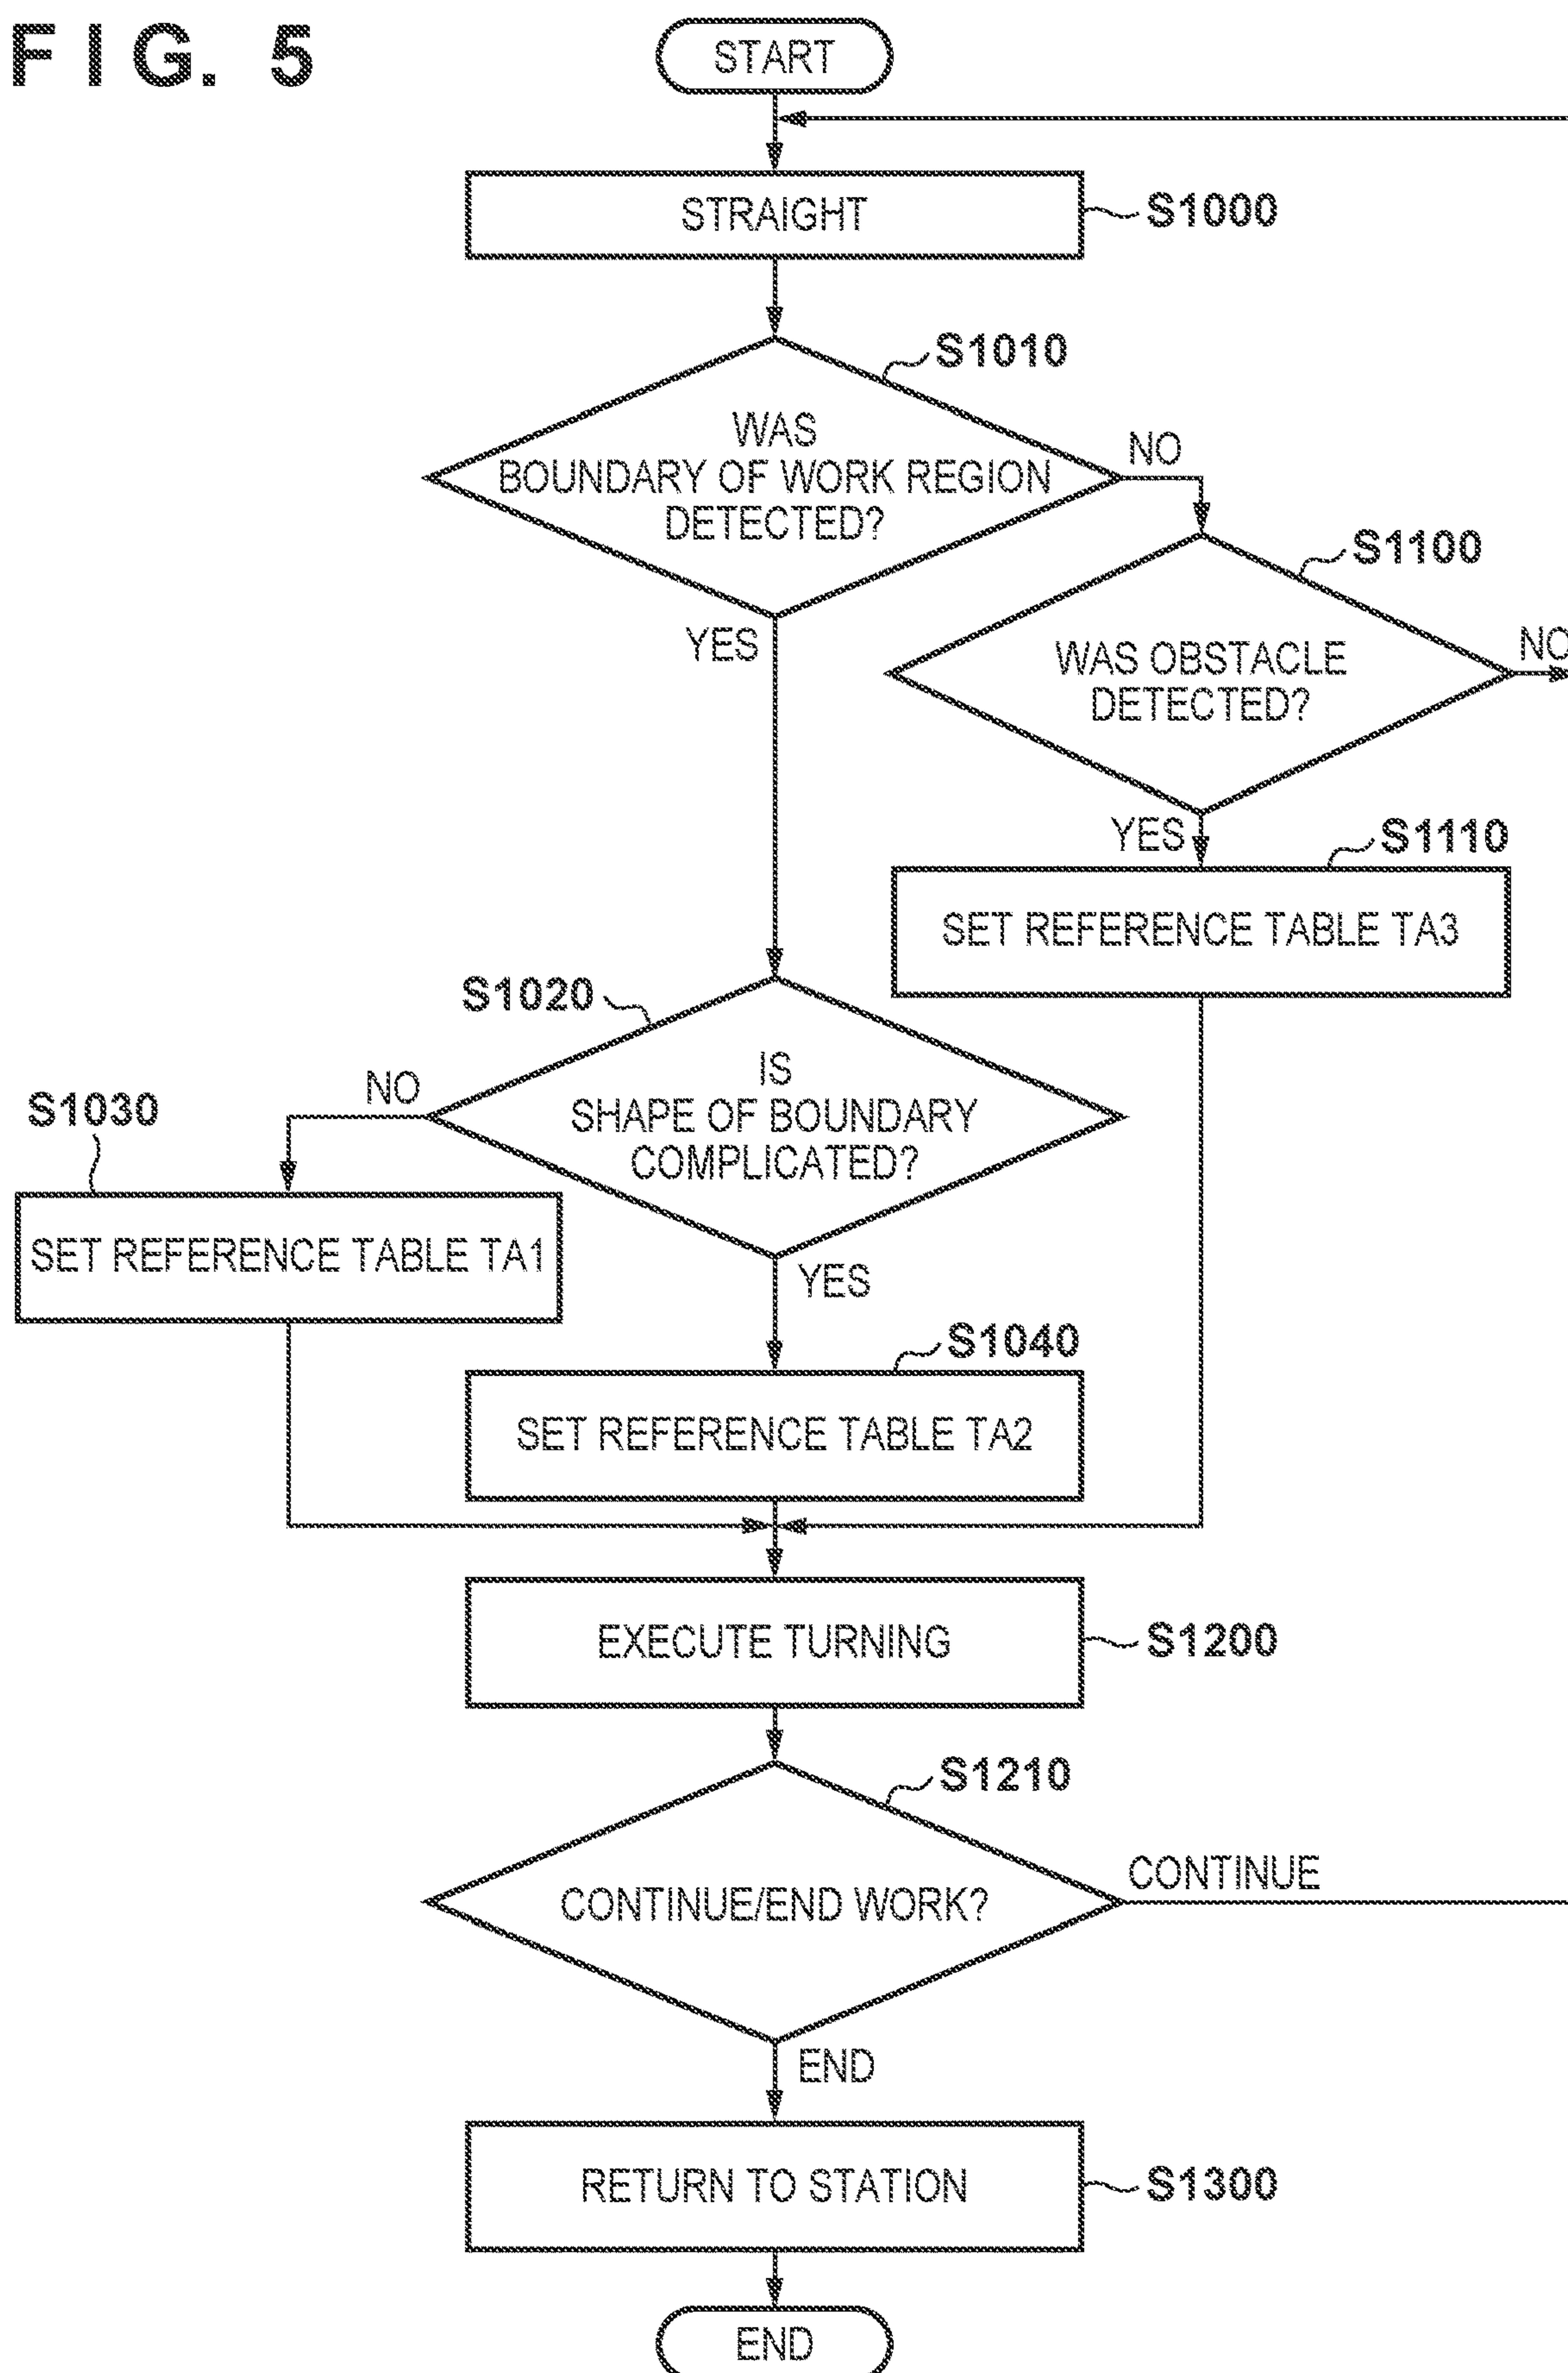 FIG. 5
START
STRAIGHT
S1000
S1010
WAS
BOUNDARY OF WORK REGION
DETECTED?
NO
YES
S1100
WAS OBSTACLE
DETECTED?
NO
YES
S1110
SET REFERENCE TABLE TA3
S1020
IS
SHAPE OF BOUNDARY
COMPLICATED?
NO
S1030
SET REFERENCE TABLE TA1
YES
S1040
SET REFERENCE TABLE TA2
EXECUTE TURNING
S1200
S1210
CONTINUE/END WORK?
CONTINUE
END
RETURN TO STATION
S1300
END